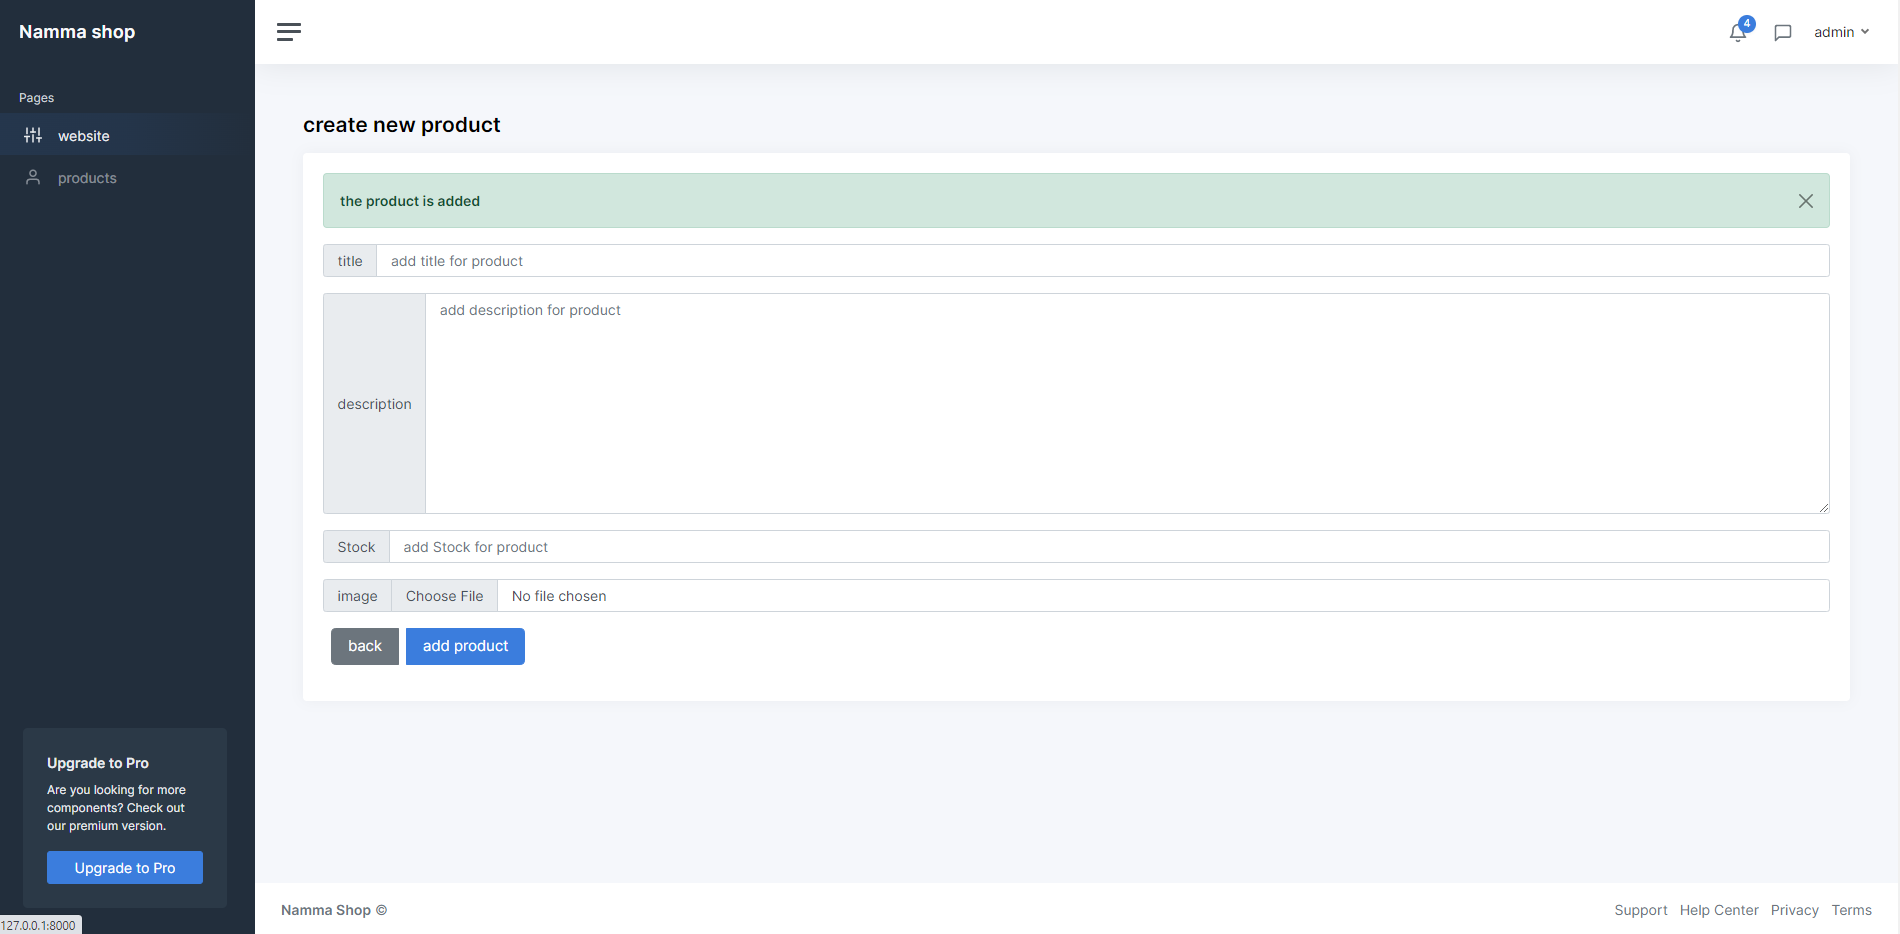 Namma shop
4
admin
Pages
website
products
create new product
the product is added
title
add title for product
description
add description for product
Stock
add Stock for product
image
Choose File
No file chosen
back
add product
Upgrade to Pro
Are you looking for more
components? Check out
our premium version.
Upgrade to Pro
Namma Shop ©
Support
Help Center
Privacy
Terms
127.0.0.1:8000